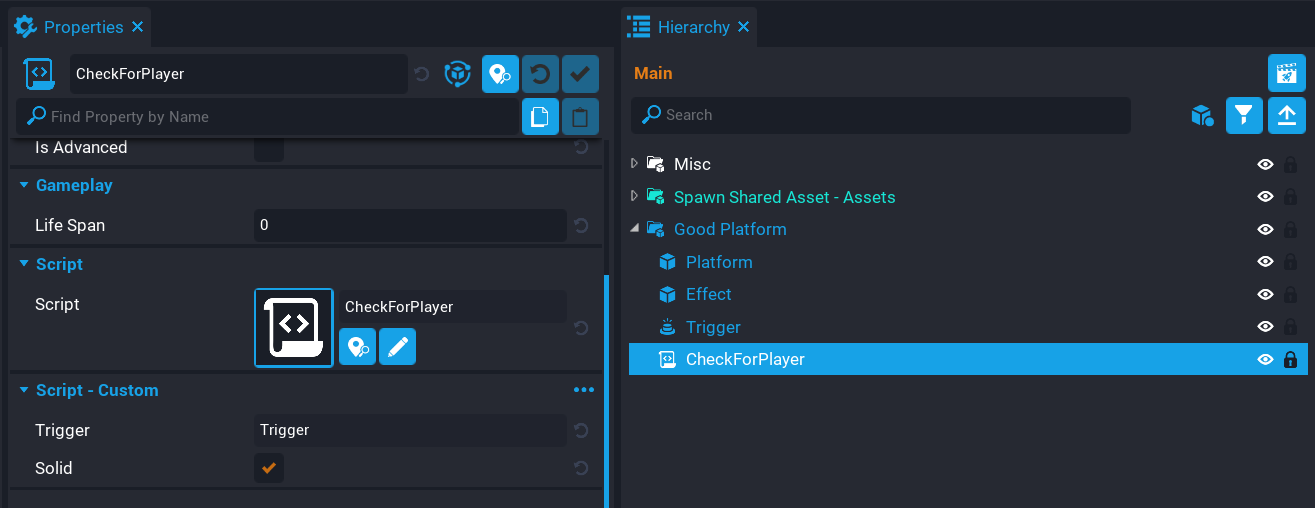 Properties
CheckForPlayer
Find Property by Name
Is Advanced
Gameplay
Life Span 0
Script
Script CheckForPlayer
Script - Custom
Trigger Trigger
Solid
Hierarchy
Main
Search
Misc
Spawn Shared Asset - Assets
Good Platform
Platform
Effect
Trigger
CheckForPlayer